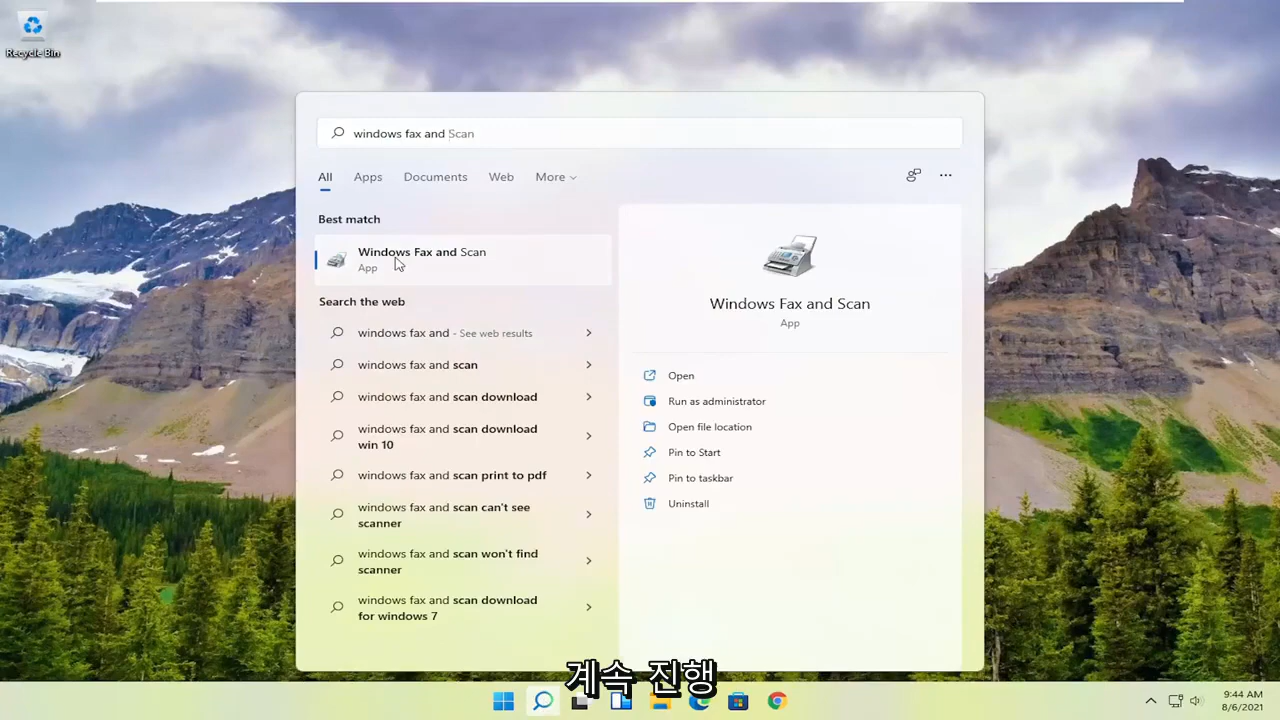 Recycle Bin
windows fax and Scan
All Apps Documents Web More
Best match
Windows Fax and Scan
App
Search the web
windows fax and - See web results
windows fax and scan
windows fax and scan download
windows fax and scan download
win 10
windows fax and scan print to pdf
windows fax and scan can't see
scanner
windows fax and scan won't find
scanner
windows fax and scan download
for windows 7
Windows Fax and Scan
App
Open
Run as administrator
Open file location
Pin to Start
Pin to taskbar
Uninstall
계속 진행
9:44 AM
8/6/2021